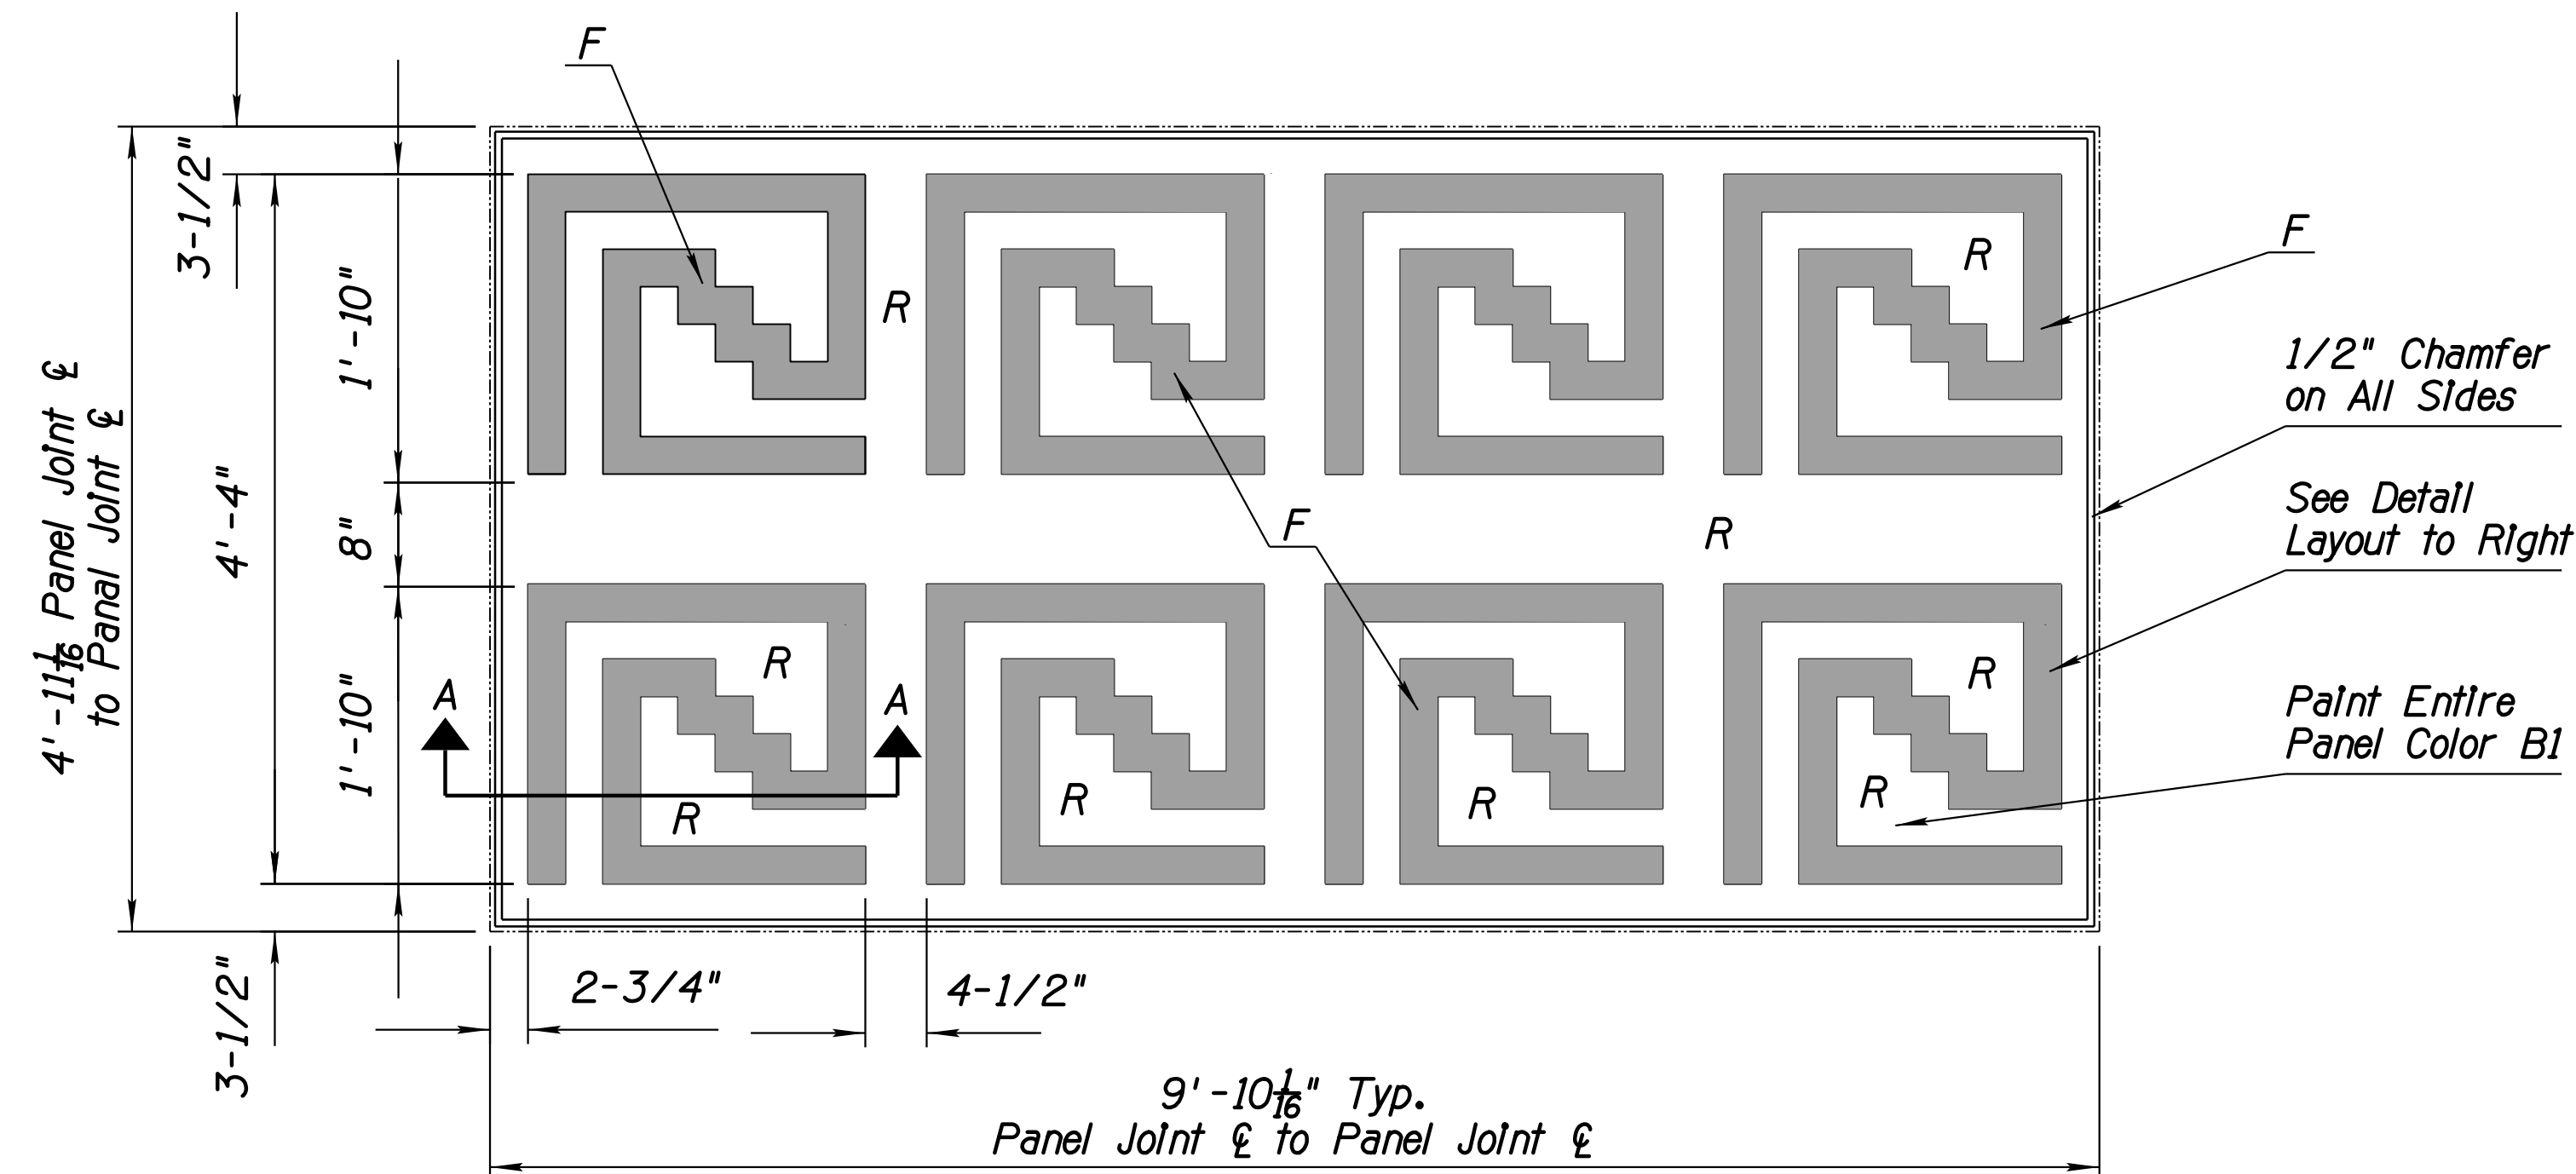 F
3-1/2"
1'-10"
4'-4"
8"
1'-10"
3-1/2"
4'-11 1/16 Panel Joint ℄
to Panal Joint ℄
R
R
F
1/2" Chamfer
on All Sides
See Detail
Layout to Right
F
R
R
R
Paint Entire
Panel Color B1
A
A
R
R
R
R
2-3/4"
4-1/2"
9'-10 1/16" Typ.
Panel Joint ℄ to Panel Joint ℄